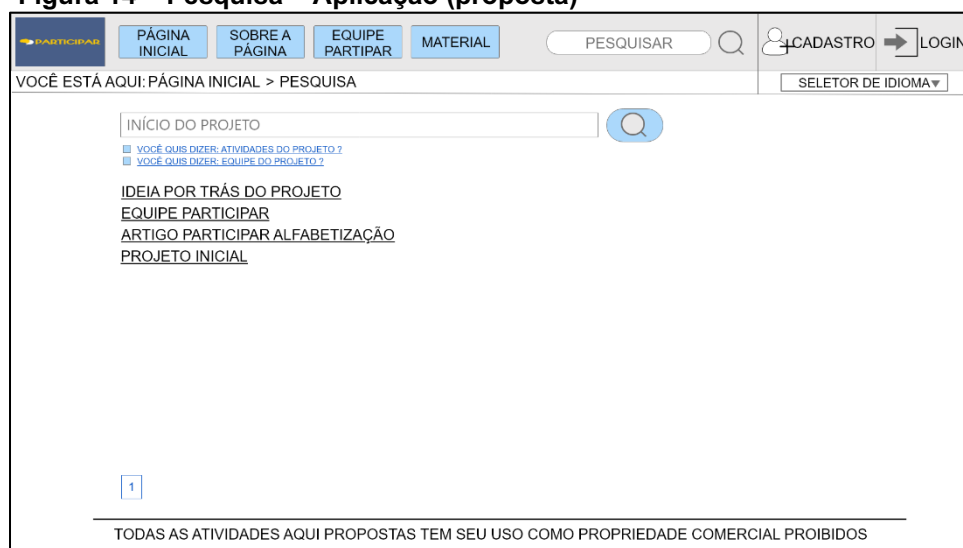 Figura 14 – Pesquisa – Aplicação (proposta)
PARTICIPAR
PÁGINA
INICIAL
SOBRE A
PÁGINA
EQUIPE
PARTIPAR
MATERIAL
PESQUISAR
CADASTRO
LOGIN
VOCÊ ESTÁ AQUI: PÁGINA INICIAL > PESQUISA
SELETOR DE IDIOMA▾
INÍCIO DO PROJETO
VOCÊ QUIS DIZER: ATIVIDADES DO PROJETO ?
VOCÊ QUIS DIZER: EQUIPE DO PROJETO ?
IDEIA POR TRÁS DO PROJETO
EQUIPE PARTICIPAR
ARTIGO PARTICIPAR ALFABETIZAÇÃO
PROJETO INICIAL
1
TODAS AS ATIVIDADES AQUI PROPOSTAS TEM SEU USO COMO PROPRIEDADE COMERCIAL PROIBIDOS